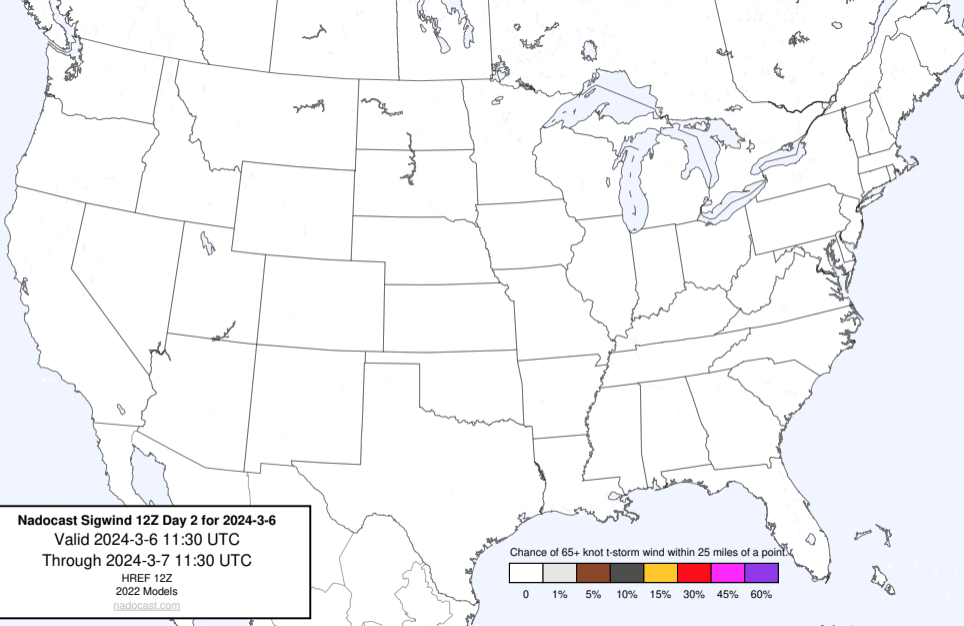 Nadocast Sigwind 12Z Day 2 for 2024-3-6
Valid 2024-3-6 11:30 UTC
Through 2024-3-7 11:30 UTC
HREF 12Z
2022 Models
nadocast.com
Chance of 65+ knot t-storm wind within 25 miles of a point.
0 1% 5% 10% 15% 30% 45% 60%